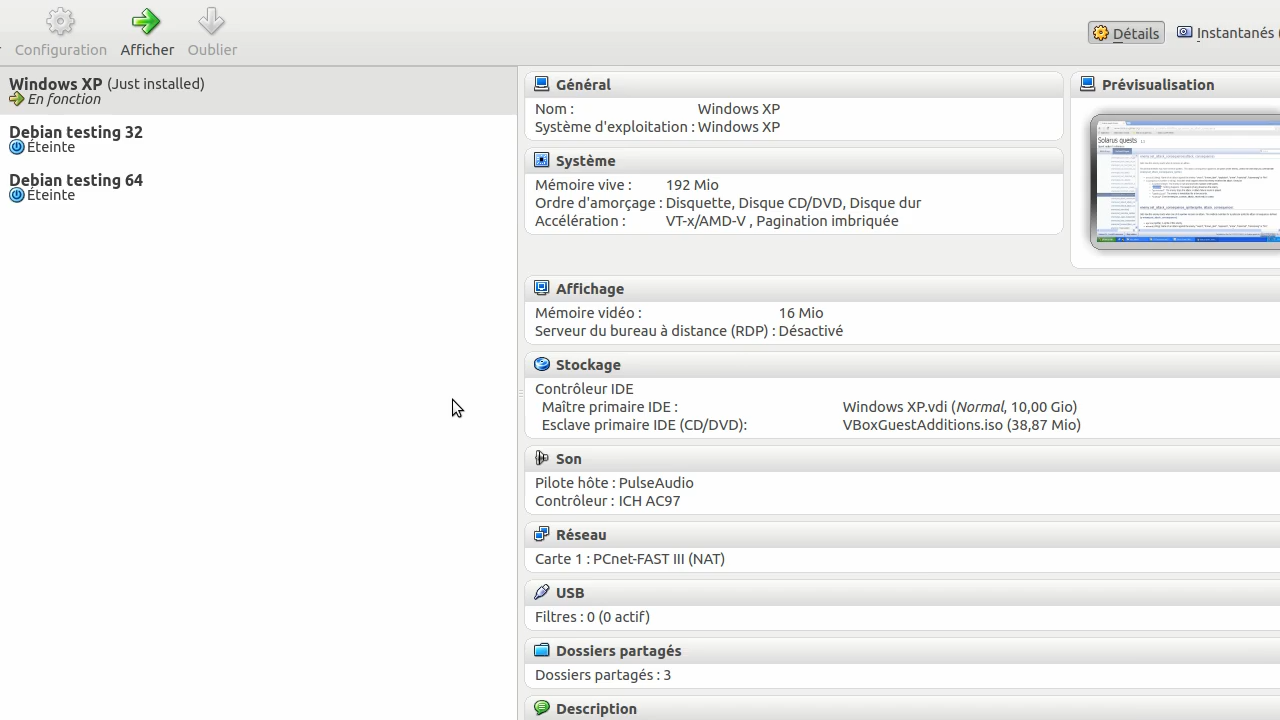 Configuration
Afficher
Oublier
Détails
Instantanés (
Windows XP (Just installed)
En fonction
Debian testing 32
Éteinte
Debian testing 64
Éteinte
Général
Nom : Windows XP
Système d'exploitation : Windows XP
Système
Mémoire vive : 192 Mio
Ordre d'amorçage : Disquette, Disque CD/DVD, Disque dur
Accélération : VT-x/AMD-V , Pagination imbriquée
Prévisualisation
Solarus quests
Affichage
Mémoire vidéo : 16 Mio
Serveur du bureau à distance (RDP) : Désactivé
Stockage
Contrôleur IDE
Maître primaire IDE : Windows XP.vdi (Normal, 10,00 Gio)
Esclave primaire IDE (CD/DVD): VBoxGuestAdditions.iso (38,87 Mio)
Son
Pilote hôte : PulseAudio
Contrôleur : ICH AC97
Réseau
Carte 1 : PCnet-FAST III (NAT)
USB
Filtres : 0 (0 actif)
Dossiers partagés
Dossiers partagés : 3
Description